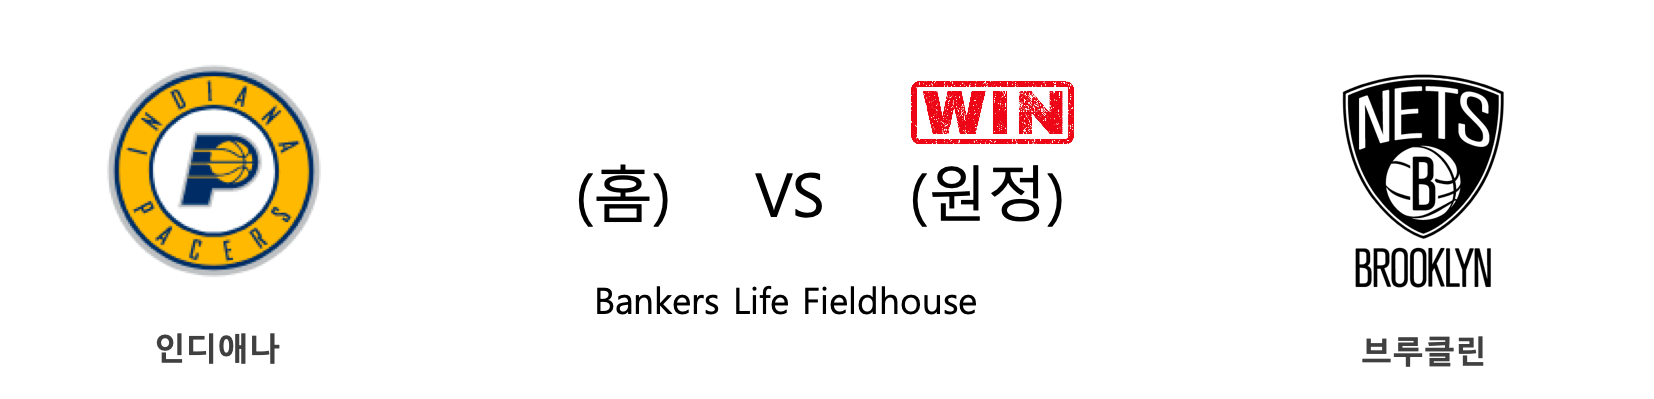 INDIANA
PACERS
WIN
(홈) VS (원정)
Bankers Life Fieldhouse
인디애나
NETS
B
BROOKLYN
브루클린